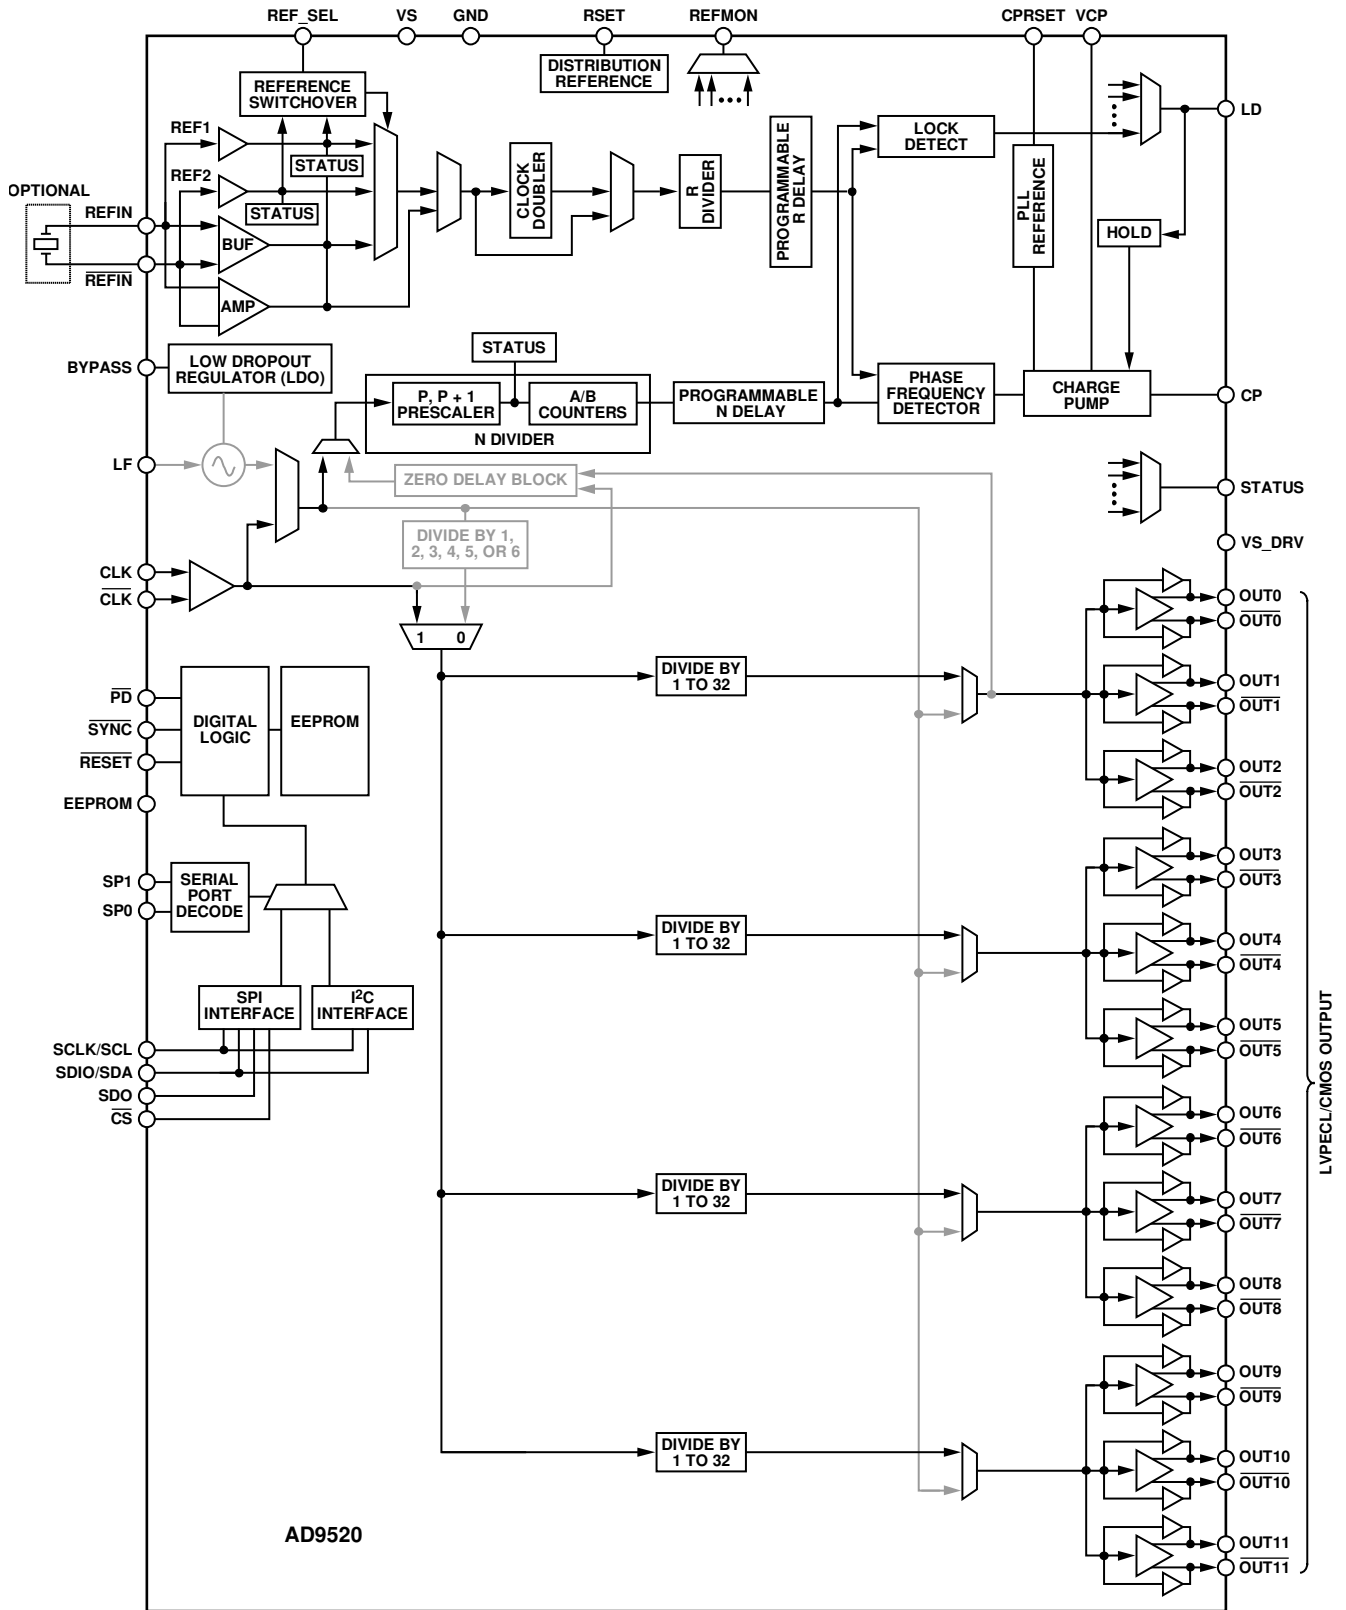 REF_SEL
VS
GND
RSET
REFMON
CPRSET
VCP
DISTRIBUTION
REFERENCE
REFERENCE
SWITCHOVER
LD
REF1
STATUS
REF2
STATUS
OPTIONAL
REFIN
REFIN
BUF
AMP
CLOCK
DOUBLER
R
DIVIDER
PROGRAMMABLE
R DELAY
LOCK
DETECT
PLL
REFERENCE
HOLD
BYPASS
LOW DROPOUT
REGULATOR (LDO)
STATUS
P, P + 1
PRESCALER
A/B
COUNTERS
N DIVIDER
PROGRAMMABLE
N DELAY
PHASE
FREQUENCY
DETECTOR
CHARGE
PUMP
CP
LF
ZERO DELAY BLOCK
STATUS
DIVIDE BY 1,
2, 3, 4, 5, OR 6
VS_DRV
CLK
CLK
1 0
OUT0
OUT0
DIVIDE BY
1 TO 32
OUT1
OUT1
OUT2
OUT2
PD
SYNC
RESET
EEPROM
DIGITAL
LOGIC
EEPROM
SP1
SP0
SERIAL
PORT
DECODE
OUT3
OUT3
DIVIDE BY
1 TO 32
OUT4
OUT4
OUT5
OUT5
SPI
INTERFACE
I2C
INTERFACE
SCLK/SCL
SDIO/SDA
SDO
CS
LVPECL/CMOS OUTPUT
OUT6
OUT6
DIVIDE BY
1 TO 32
OUT7
OUT7
OUT8
OUT8
OUT9
OUT9
DIVIDE BY
1 TO 32
OUT10
OUT10
OUT11
OUT11
AD9520